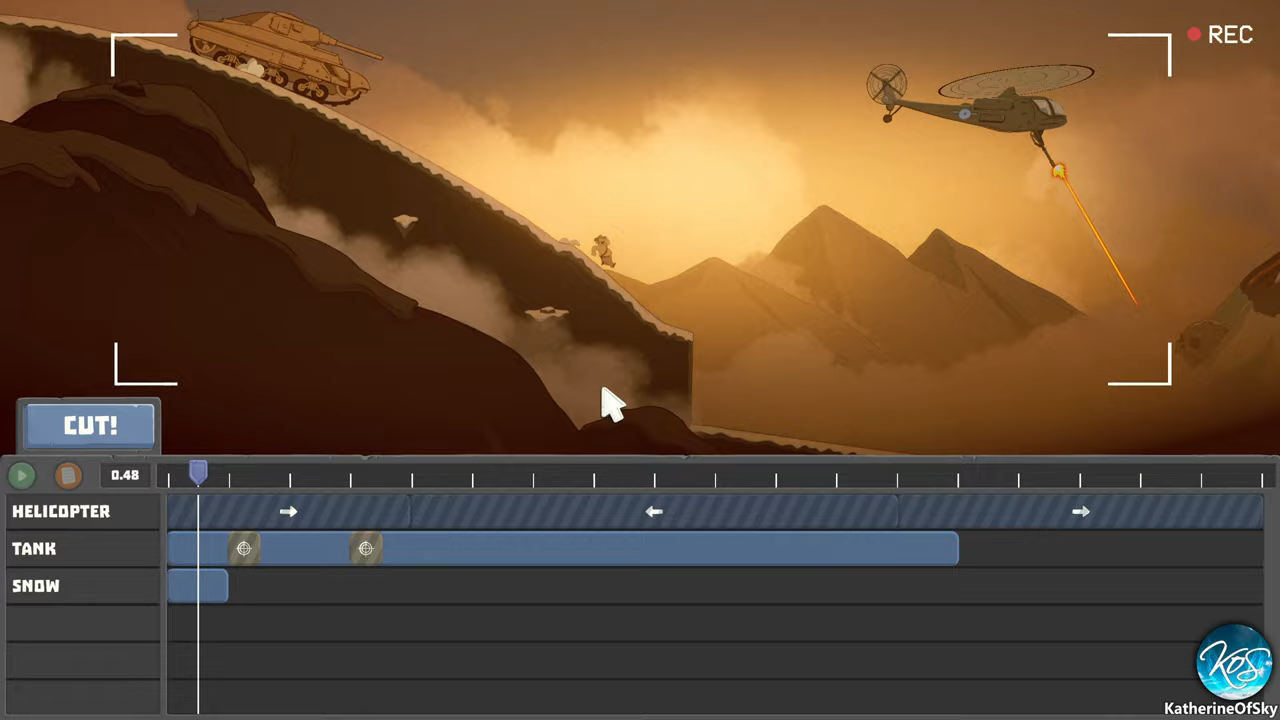 REC
CUT!
0.48
HELICOPTER
TANK
SNOW
KOS
KatherineOfSky